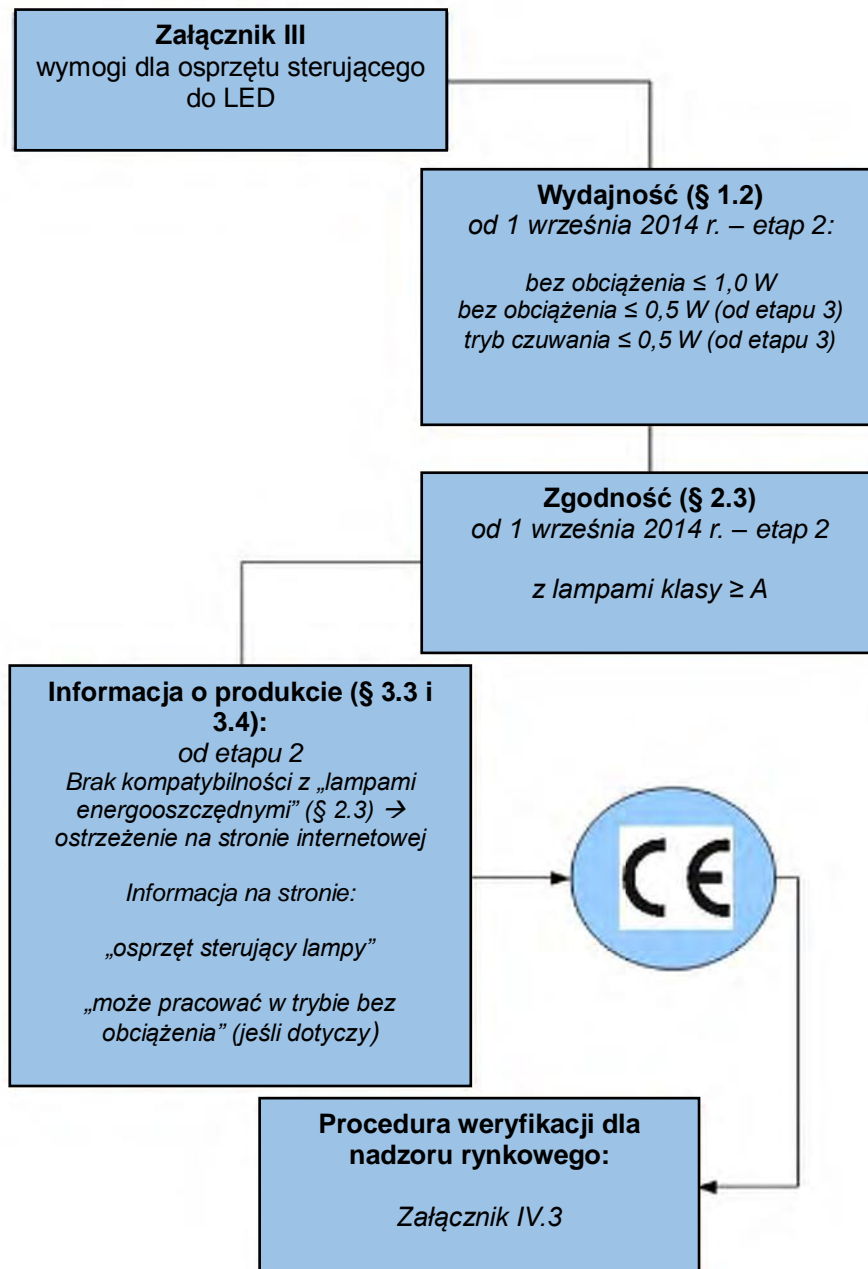 Załącznik III
wymogi dla osprzętu sterującego
do LED
Wydajność (§ 1.2)
od 1 września 2014 r. – etap 2:
bez obciążenia ≤ 1,0 W
bez obciążenia ≤ 0,5 W (od etapu 3)
tryb czuwania ≤ 0,5 W (od etapu 3)
Zgodność (§ 2.3)
od 1 września 2014 r. – etap 2
z lampami klasy ≥ A
Informacja o produkcie (§ 3.3 i
3.4):
od etapu 2
Brak kompatybilności z „lampami
energooszczędnymi” (§ 2.3) →
ostrzeżenie na stronie internetowej
Informacja na stronie:
„osprzęt sterujący lampy”
„może pracować w trybie bez
obciążenia” (jeśli dotyczy)
CE
Procedura weryfikacji dla
nadzoru rynkowego:
Załącznik IV.3